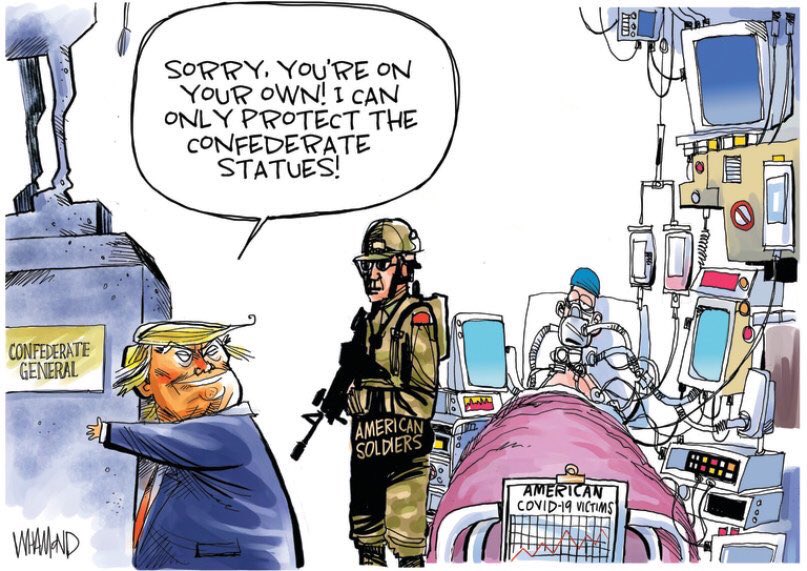 SORRY, YOU'RE ON
YOUR OWN! I CAN
ONLY PROTECT THE
CONFEDERATE
STATUES!
CONFEDERATE
GENERAL
AMERICAN
SOLDIERS
AMERICAN
COVID-19 VICTIMS
WHAMOND